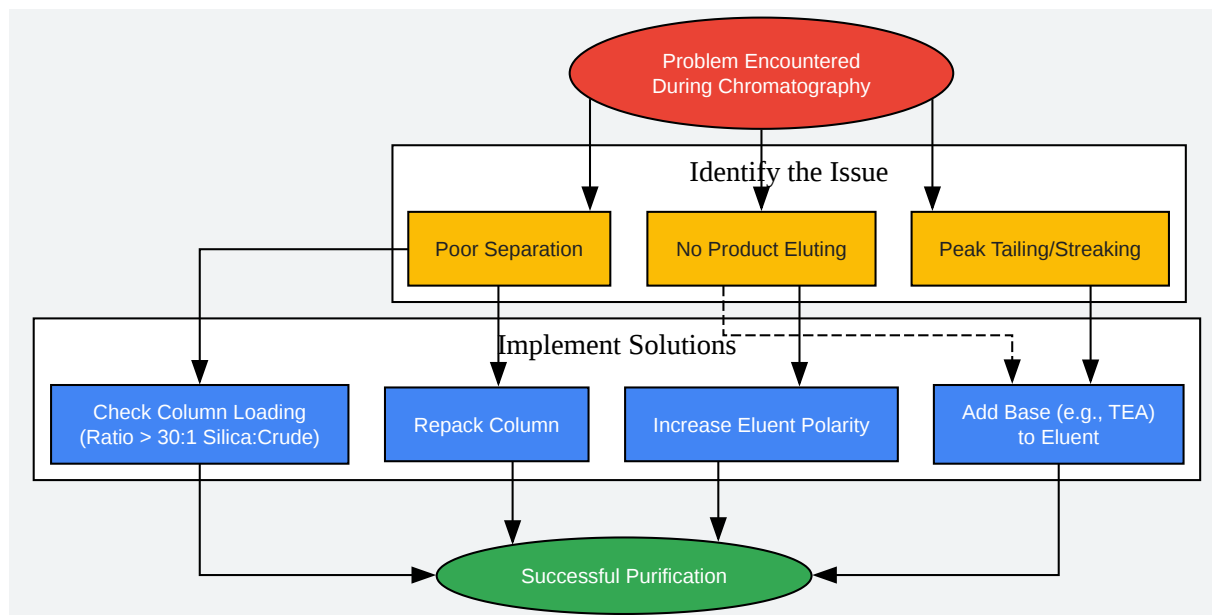 Problem Encountered
During Chromatography
Identify the Issue
Poor Separation
No Product Eluting
Peak Tailing/Streaking
Implement Solutions
Check Column Loading
(Ratio > 30:1 Silica:Crude)
Repack Column
Increase Eluent Polarity
Add Base (e.g., TEA)
to Eluent
Successful Purification